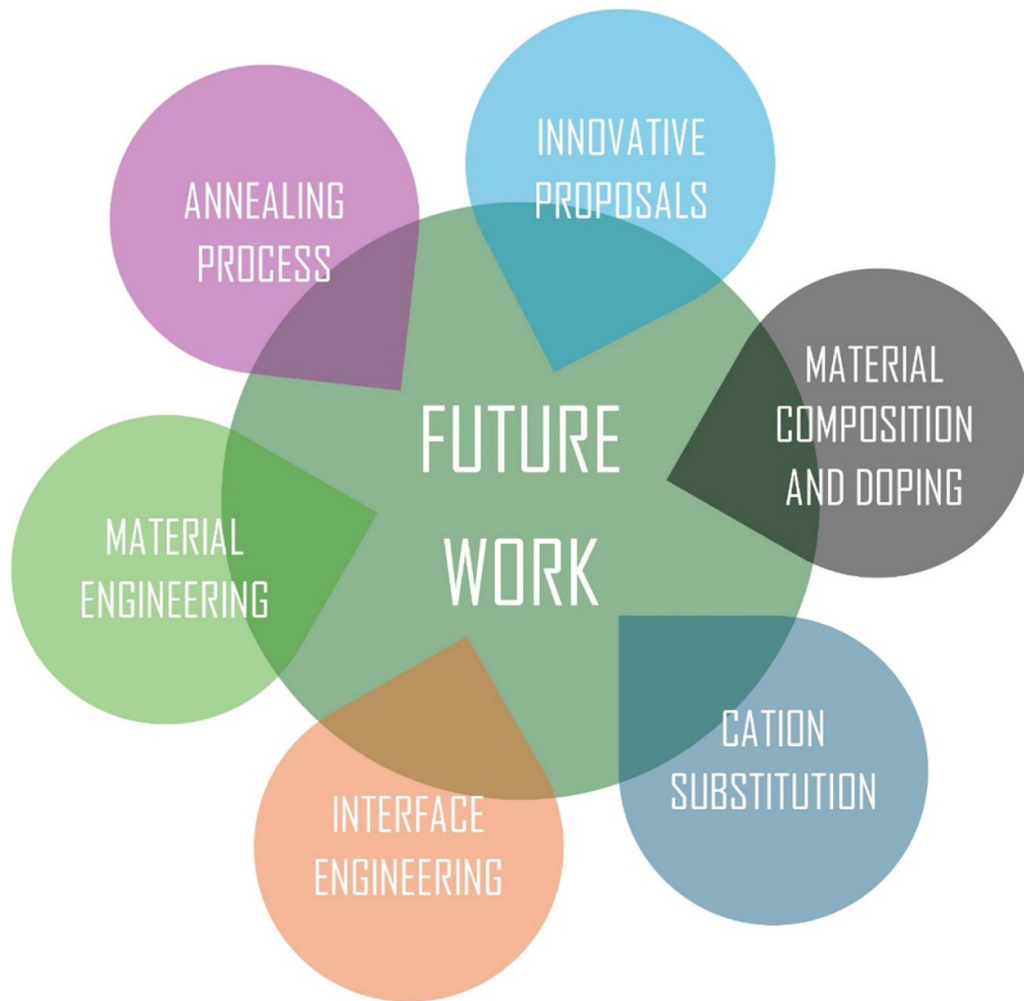 INNOVATIVE
PROPOSALS
ANNEALING
PROCESS
MATERIAL
COMPOSITION
AND DOPING
FUTURE
WORK
MATERIAL
ENGINEERING
CATION
SUBSTITUTION
INTERFACE
ENGINEERING